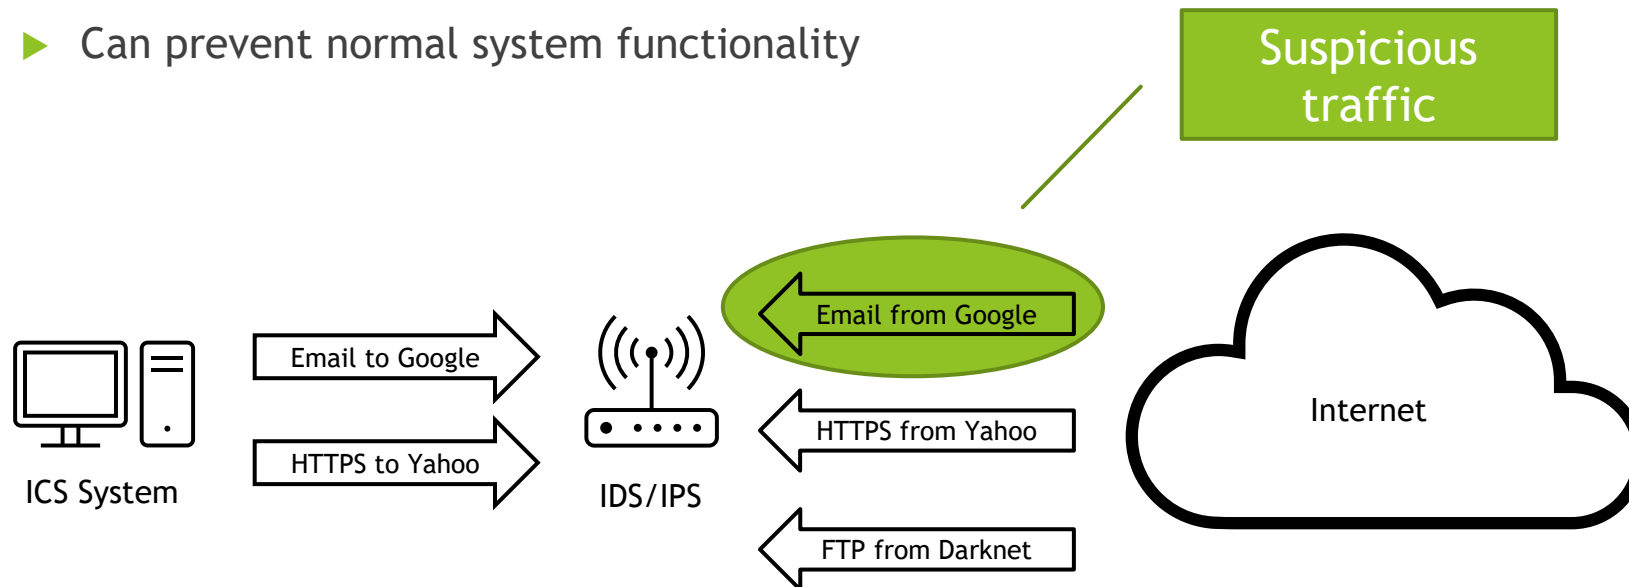 Can prevent normal system functionality
Suspicious
traffic
Email from Google
Email to Google
HTTPS from Yahoo
Internet
HTTPS to Yahoo
ICS System
IDS/IPS
FTP from Darknet